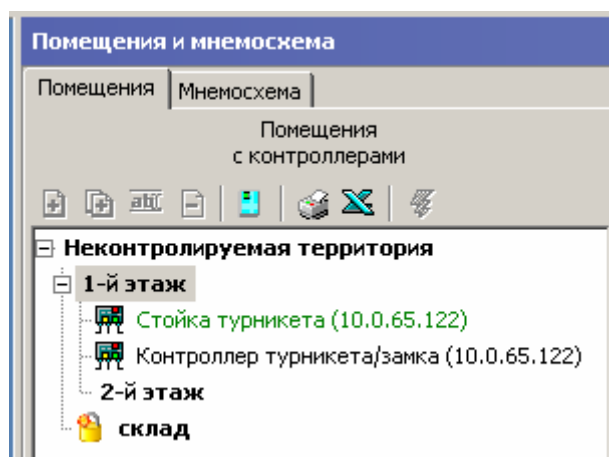 Помещения и мнемосхема
Помещения Мнемосхема
Помещения
с контроллерами
Неконтролируемая территория
1-й этаж
Стойка турникета (10.0.65.122)
Контроллер турникета/замка (10.0.65.122)
2-й этаж
склад